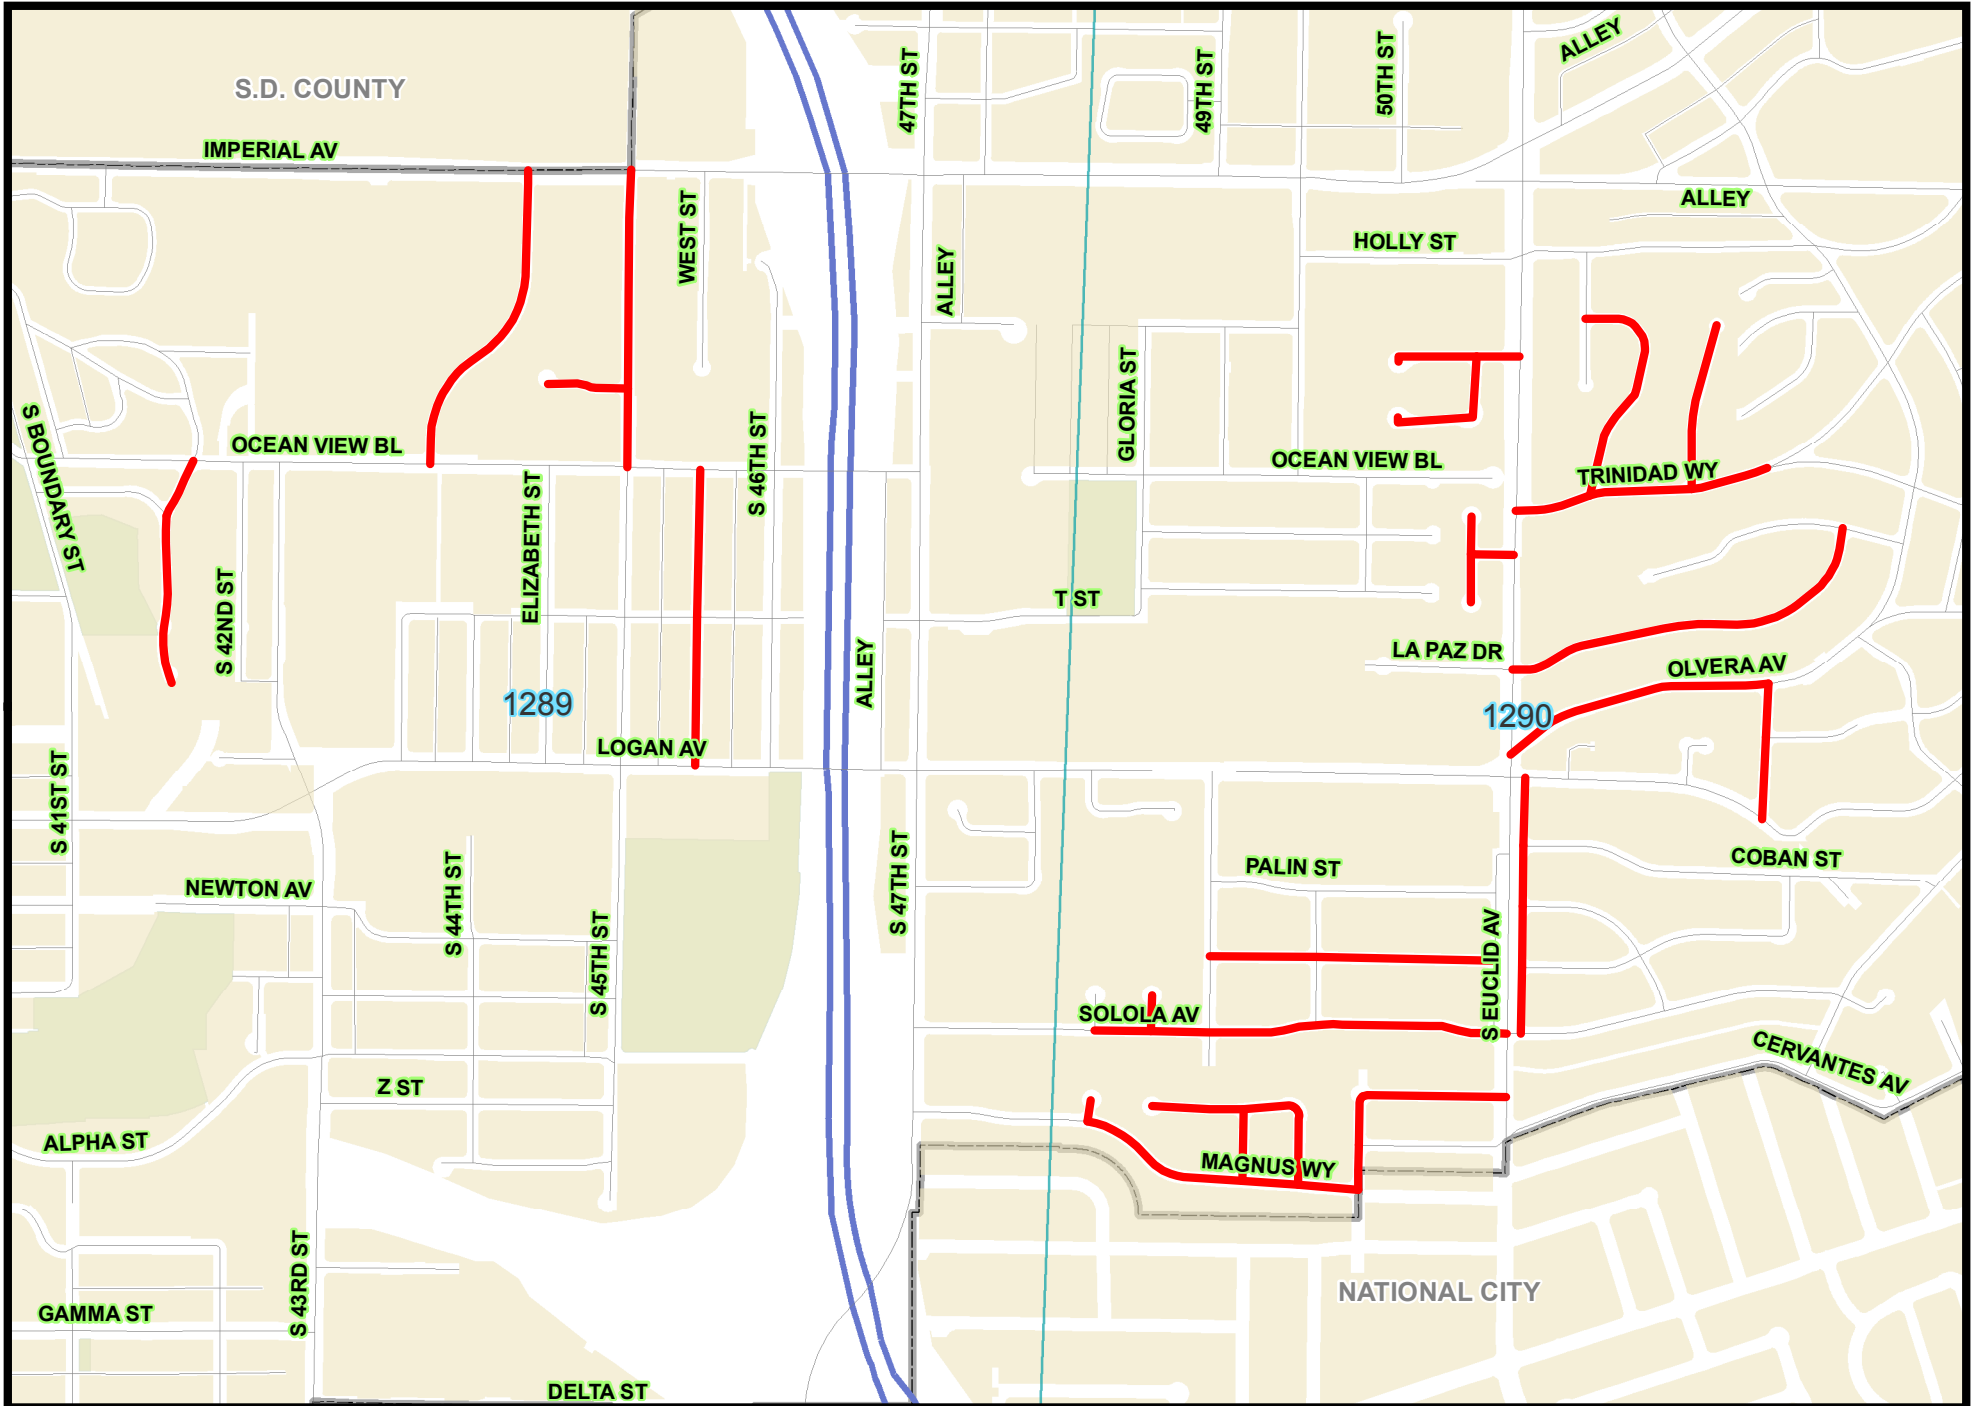 ALLEY
47TH ST
49TH ST
50TH ST
S.D. COUNTY
IMPERIAL AV
ALLEY
WEST ST
HOLLY ST
ALLEY
GLORIA ST
S BOUNDARY ST
OCEAN VIEW BL
S 46TH ST
OCEAN VIEW BL
TRINIDAD WY
ELIZABETH ST
S 42ND ST
T ST
ALLEY
LA PAZ DR
OLVERA AV
1289
1290
LOGAN AV
S 41ST ST
S 47TH ST
PALIN ST
COBAN ST
NEWTON AV
S 44TH ST
S 45TH ST
S EUCLID AV
SOLOLA AV
CERVANTES AV
Z ST
ALPHA ST
MAGNUS WY
S 43RD ST
NATIONAL CITY
GAMMA ST
DELTA ST